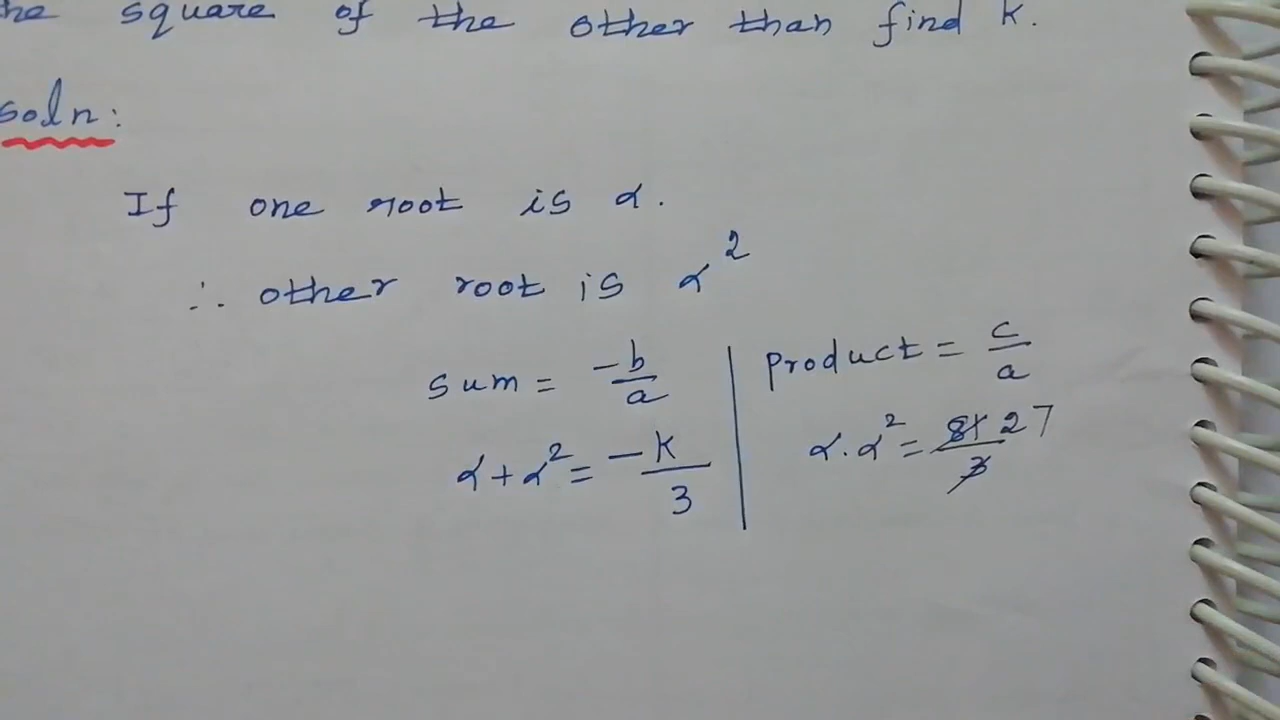 he square of the other than find k.
soln:
If one root is α.
∴ other root is α²
sum = -b/a | product = c/a
α + α² = -k/3 | α.α² = 81/3 27